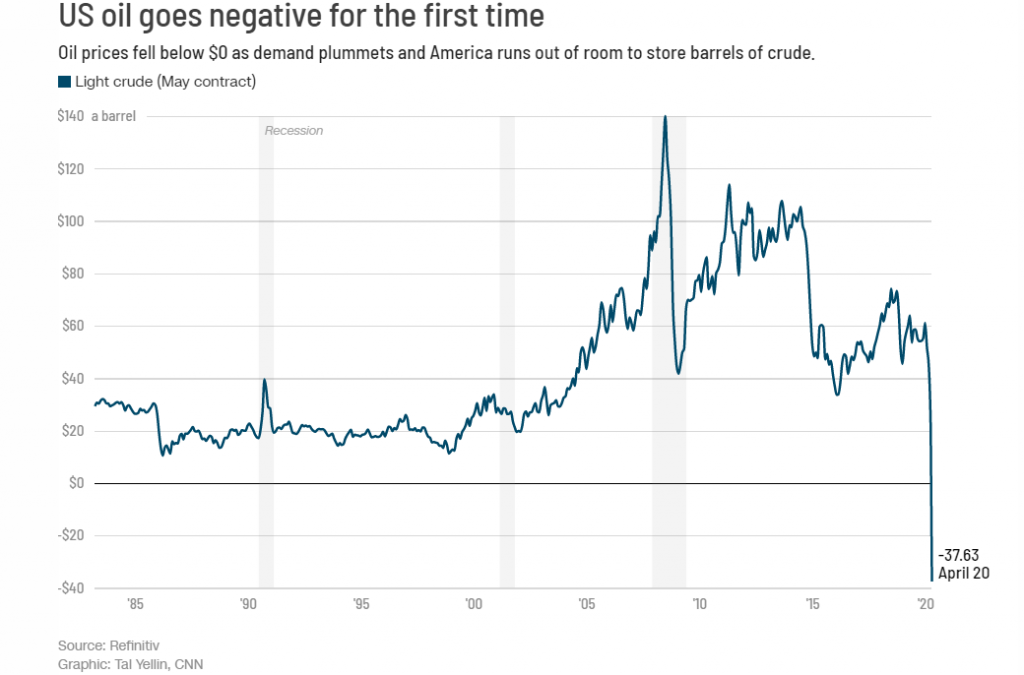 US oil goes negative for the first time
Oil prices fell below $0 as demand plummets and America runs out of room to store barrels of crude.
Light crude (May contract)
$140 a barrel
Recession
$120
$100
$80
$60
$40
$20
$0
-$20
-$40
-37.63
April 20
'85 '90 '95 '00 '05 '10 '15 '20
Source: Refinitiv
Graphic: Tal Yellin, CNN